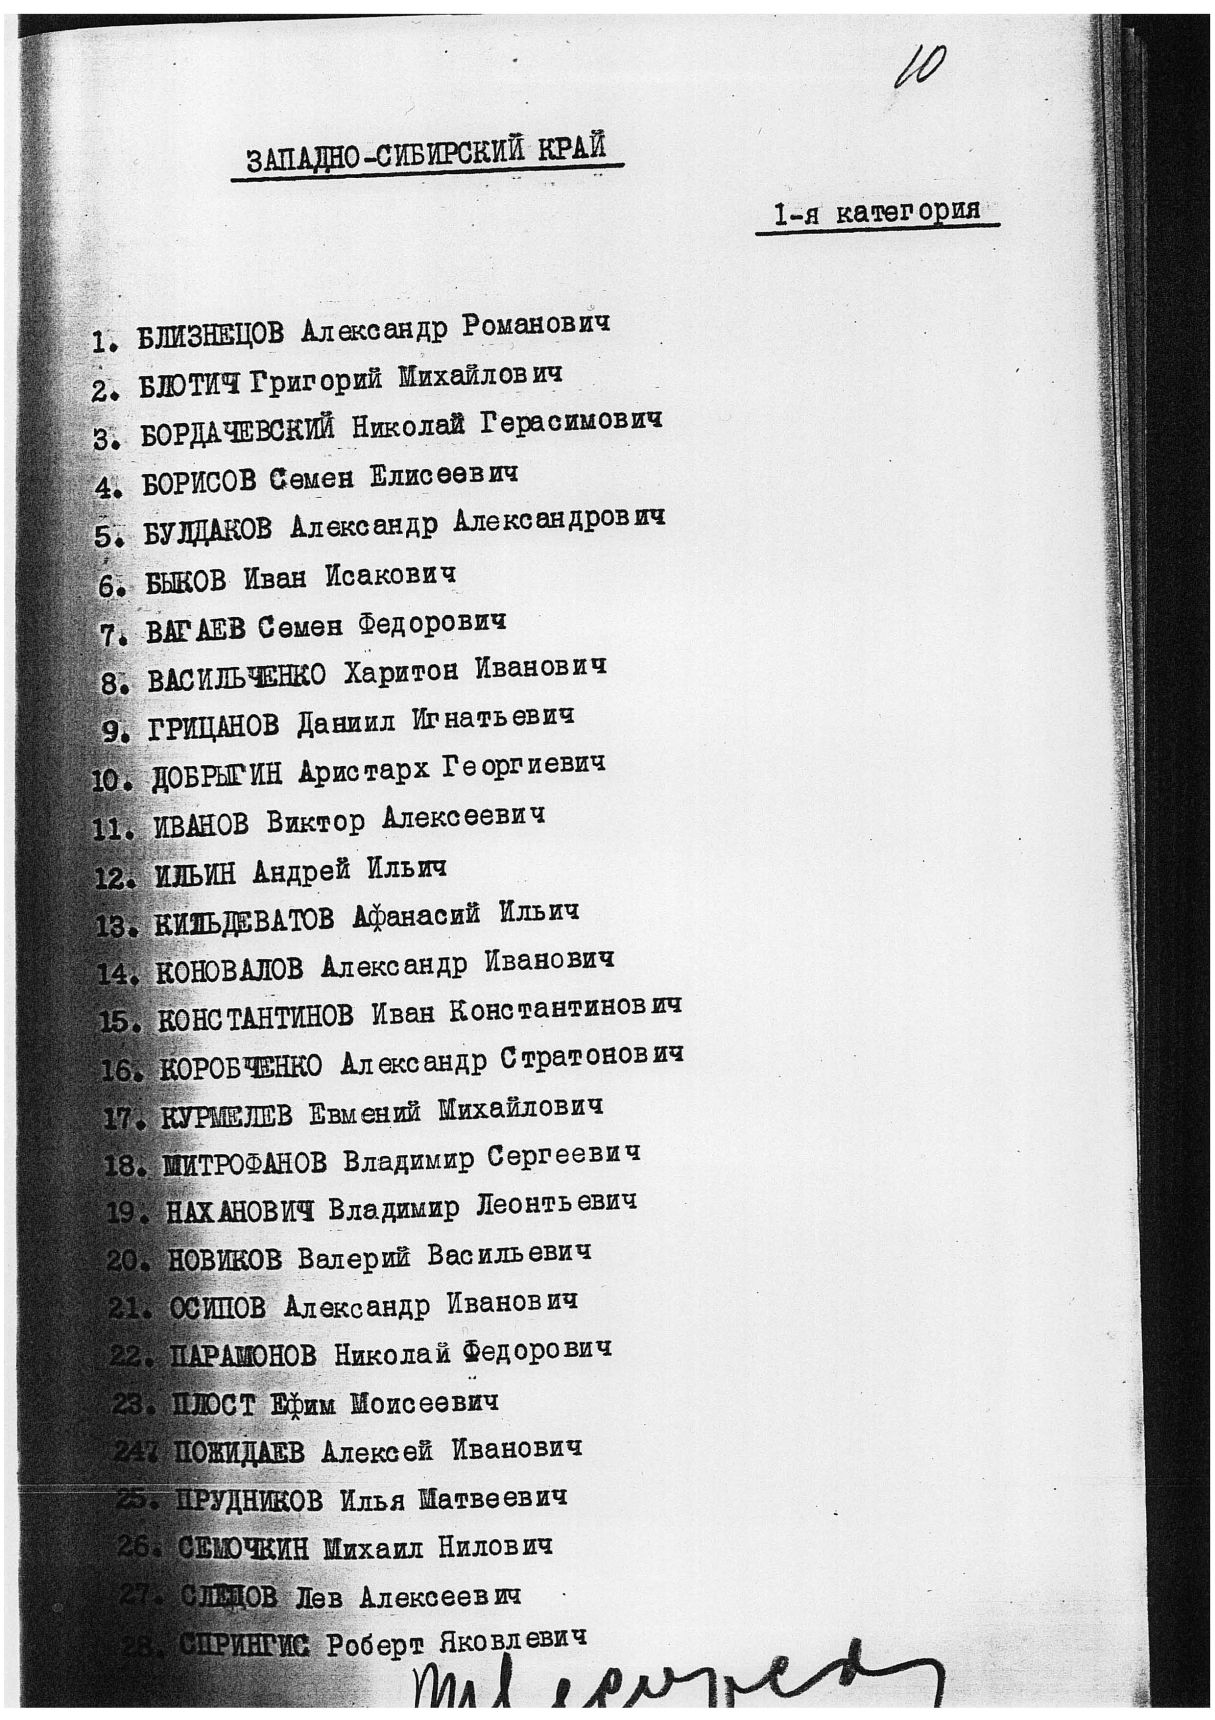 10
ЗАПАДНО-СИБИРСКИЙ КРАЙ
1-я категория
1. БЛИЗНЕЦОВ Александр Романович
2. БЛЮТИЧ Григорий Михайлович
3. БОРДАЧЕВСКИЙ Николай Герасимович
4. БОРИСОВ Семен Елисеевич
5. БУЛДАКОВ Александр Александрович
6. БЫКОВ Иван Исакович
7. ВАГАЕВ Семен Федорович
8. ВАСИЛЬЧЕНКО Харитон Иванович
9. ГРИЦАНОВ Даниил Игнатьевич
10. ДОБРЫГИН Аристарх Георгиевич
11. ИВАНОВ Виктор Алексеевич
12. ИЛЬИН Андрей Ильич
13. КИЛЬДЕВАТОВ Афанасий Ильич
14. КОНОВАЛОВ Александр Иванович
15. КОНСТАНТИНОВ Иван Константинович
16. КОРОБЧЕНКО Александр Стратонович
17. КУРМЕЛЕВ Евмений Михайлович
18. МИТРОФАНОВ Владимир Сергеевич
19. НАХАНОВИЧ Владимир Леонтьевич
20. НОВИКОВ Валерий Васильевич
21. ОСИПОВ Александр Иванович
22. ПАРАМОНОВ Николай Федорович
23. ПЛОСТ Ефим Моисеевич
247 ПОЖИДАЕВ Алексей Иванович
25. ПРУДНИКОВ Илья Матвеевич
26. СЕМОЧКИН Михаил Нилович
27. СЛЕПОВ Лев Алексеевич
28. СПРИНГИС Роберт Яковлевич